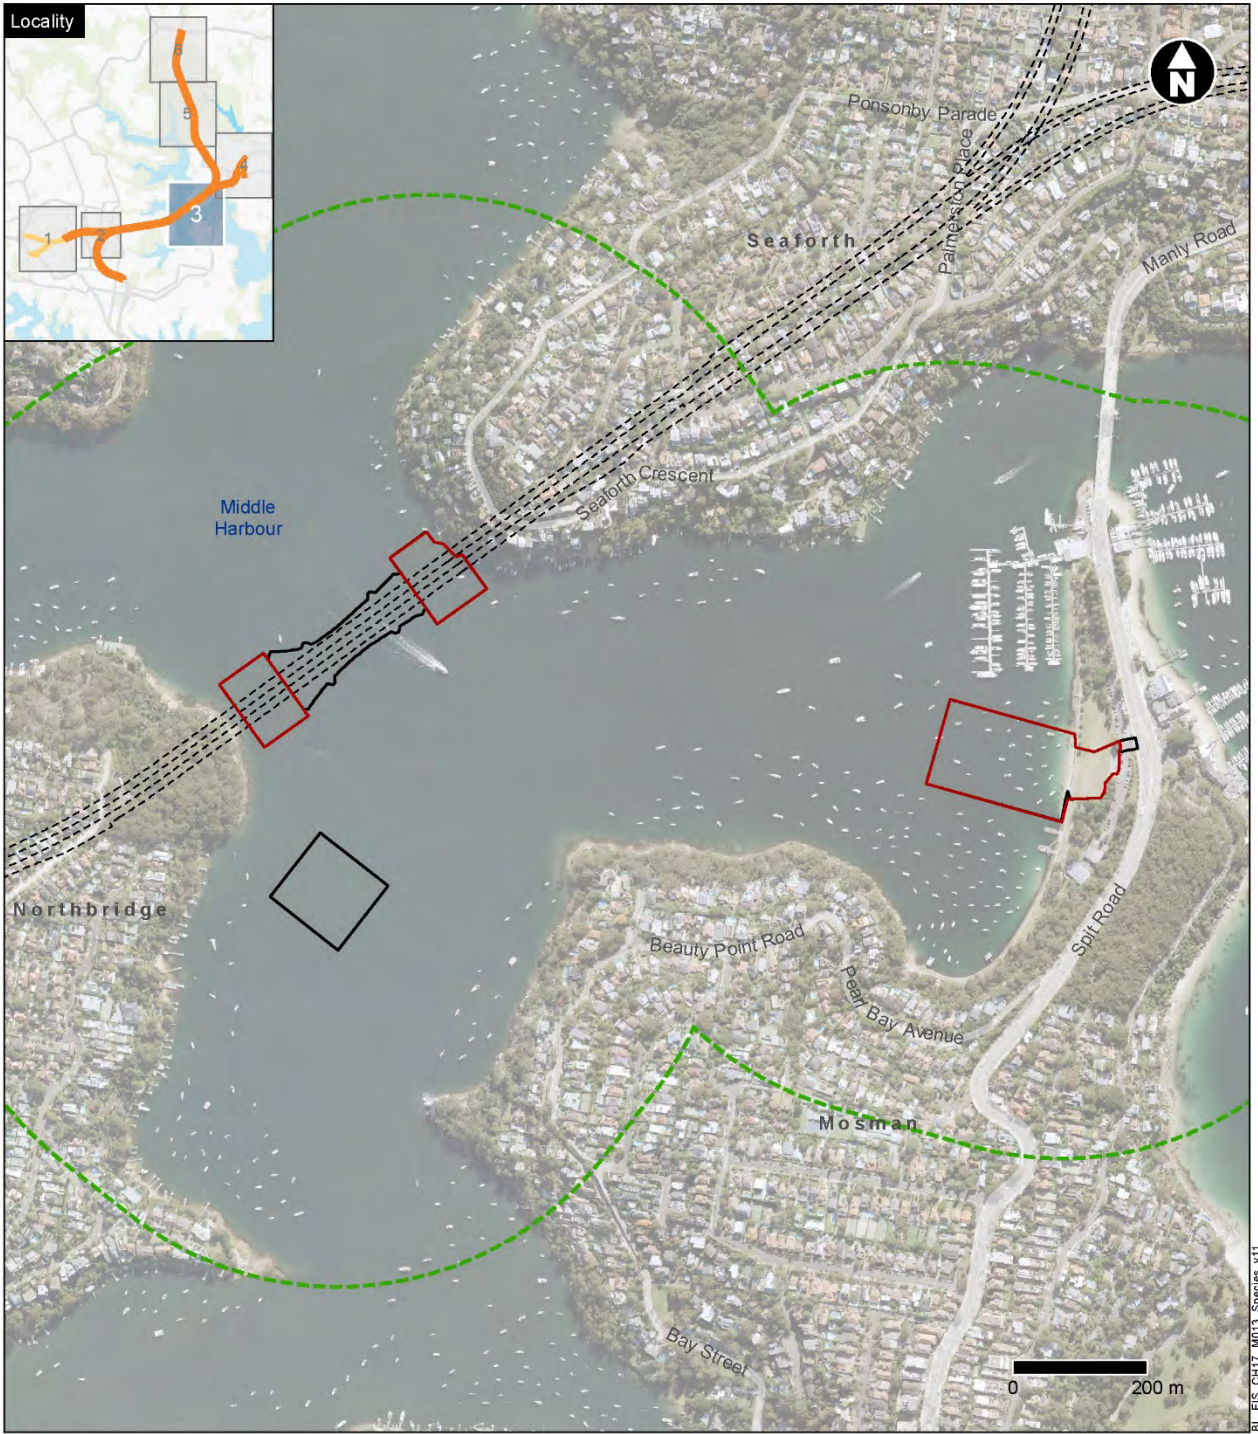 Locality
6
5
4
3
1
2
N
Ponsonby Parade
Palmerston Place
Seaforth
Manly Road
Seaforth Crescent
Middle
Harbour
Northbridge
Spit Road
Beauty Point Road
Pearl Bay Avenue
Mosman
Bay Street
0 200 m
BL_EIS_CH17_M013_Species_v11